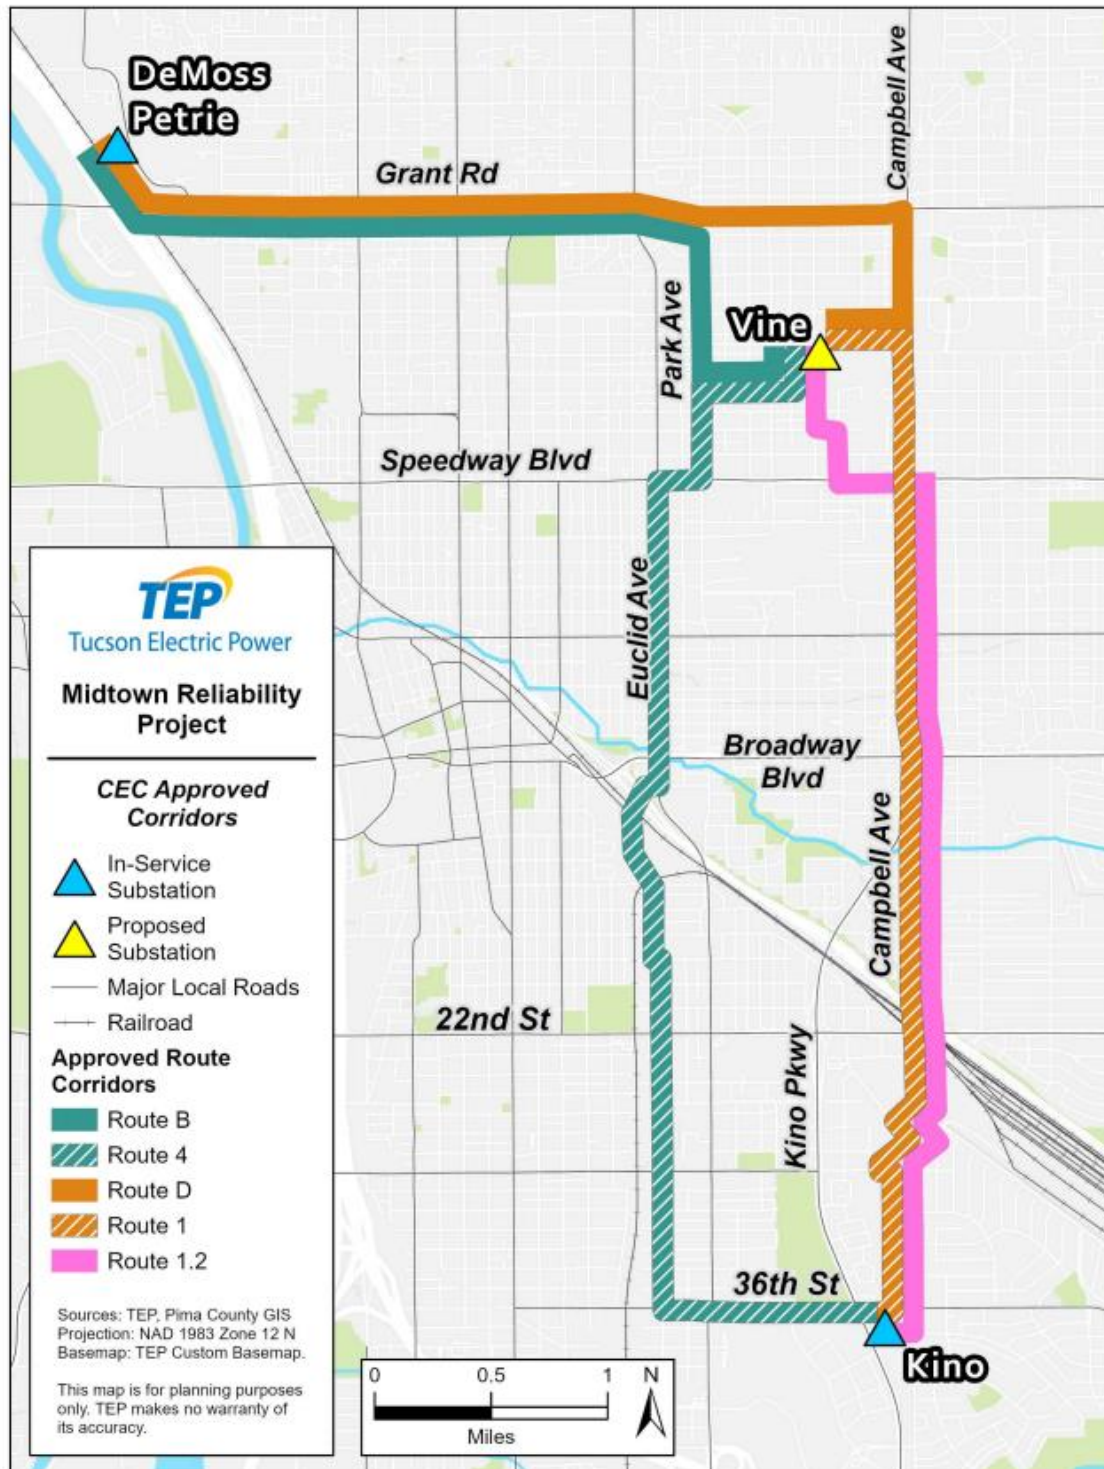 DeMoss
Petrie
Grant Rd
Campbell Ave
Park Ave
Vine
Speedway Blvd
Euclid Ave
Broadway
Blvd
Campbell Ave
22nd St
Kino Pkwy
36th St
Kino
TEP
Tucson Electric Power
Midtown Reliability
Project
CEC Approved
Corridors
In-Service
Substation
Proposed
Substation
Major Local Roads
Railroad
Approved Route
Corridors
Route B
Route 4
Route D
Route 1
Route 1.2
Sources: TEP, Pima County GIS
Projection: NAD 1983 Zone 12 N
Basemap: TEP Custom Basemap.
This map is for planning purposes
only. TEP makes no warranty of
its accuracy.
0 0.5 1
Miles
N